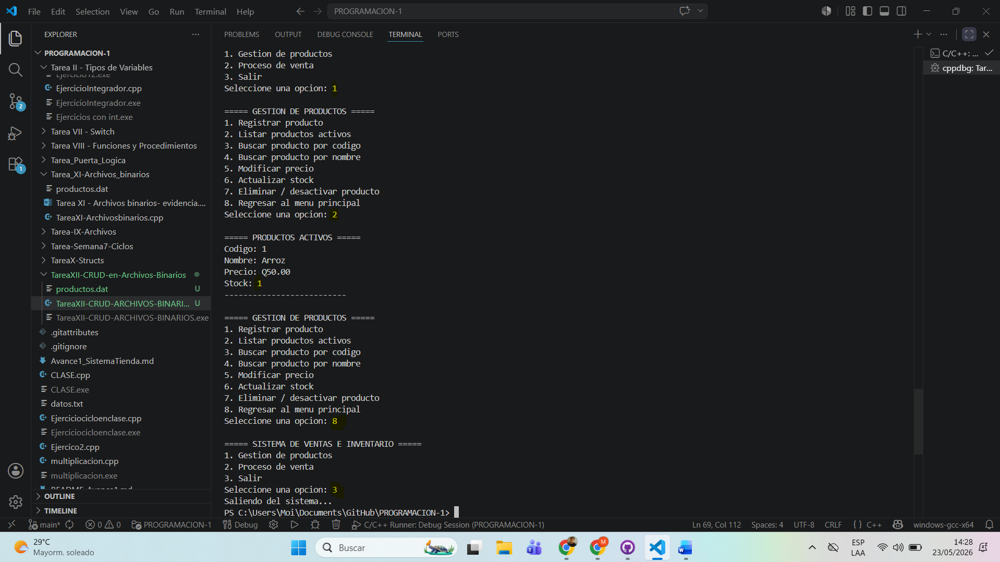 File Edit Selection View Go Run Terminal Help
PROGRAMACION-1
EXPLORER
PROGRAMACION-1
Tarea II - Tipos de Variables
Ejercicio12.exe
EjercicioIntegrador.cpp
EjercicioIntegrador.exe
Ejercicios con int.exe
Tarea VII - Switch
Tarea VIII - Funciones y Procedimientos
Tarea_Puerta_Logica
Tarea_XI-Archivos_binarios
productos.dat
Tarea XI - Archivos binarios- evidencia....
TareaXI-Archivosbinarios.cpp
Tarea-IX-Archivos
Tarea-Semana7-Ciclos
TareaX-Structs
TareaXII-CRUD-en-Archivos-Binarios
productos.dat U
TareaXII-CRUD-ARCHIVOS-BINARI... U
TareaXII-CRUD-ARCHIVOS-BINARIOS.exe
.gitattributes
.gitignore
Avance1_SistemaTienda.md
CLASE.cpp
CLASE.exe
datos.txt
Ejerciciocicloenclase.cpp
Ejerciciocicloenclase.exe
Ejercico2.cpp
multiplicacion.cpp
multiplicacion.exe
README_Avance1.md
OUTLINE
TIMELINE
2
1
PROBLEMS OUTPUT DEBUG CONSOLE TERMINAL PORTS
1. Gestion de productos
2. Proceso de venta
3. Salir
Seleccione una opcion: 1
===== GESTION DE PRODUCTOS =====
1. Registrar producto
2. Listar productos activos
3. Buscar producto por codigo
4. Buscar producto por nombre
5. Modificar precio
6. Actualizar stock
7. Eliminar / desactivar producto
8. Regresar al menu principal
Seleccione una opcion: 2
===== PRODUCTOS ACTIVOS =====
Codigo: 1
Nombre: Arroz
Precio: Q50.00
Stock: 1
--------------------------
===== GESTION DE PRODUCTOS =====
1. Registrar producto
2. Listar productos activos
3. Buscar producto por codigo
4. Buscar producto por nombre
5. Modificar precio
6. Actualizar stock
7. Eliminar / desactivar producto
8. Regresar al menu principal
Seleccione una opcion: 8
===== SISTEMA DE VENTAS E INVENTARIO =====
1. Gestion de productos
2. Proceso de venta
3. Salir
Seleccione una opcion: 3
Saliendo del sistema...
PS C:\Users\Moi\Documents\GitHub\PROGRAMACION-1>
C/C++: ...
cppdbg: Tar...
main* 0 0 PROGRAMACION-1 Debug C/C++ Runner: Debug Session (PROGRAMACION-1) Ln 69, Col 112 Spaces: 4 UTF-8 CRLF {} C++ windows-gcc-x64
29°C
Mayorm. soleado
Buscar
M
ESP
LAA
14:28
23/05/2026